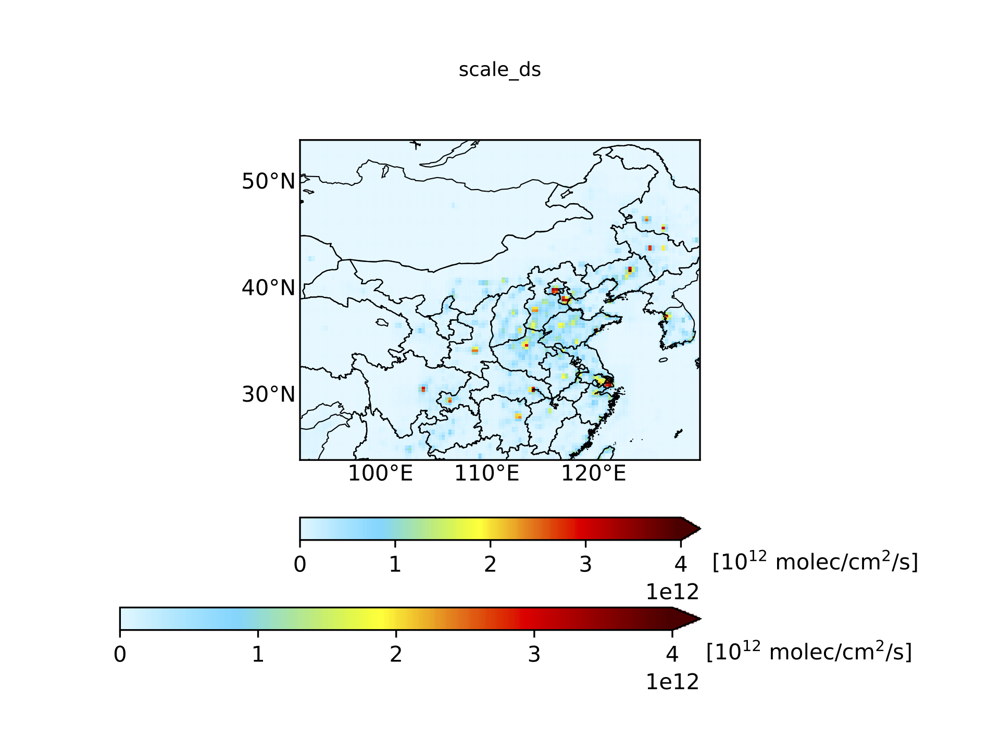 scale_ds
50°N
40°N
30°N
100°E 110°E 120°E
0 1 2 3 4 [10¹² molec/cm²/s]
1e12
0 1 2 3 4 [10¹² molec/cm²/s]
1e12